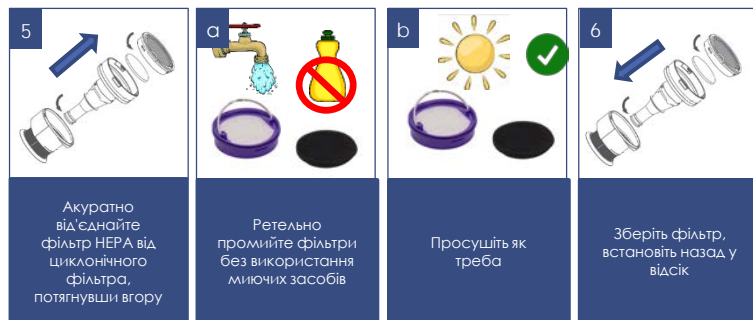 5
Акуратно
від'єднайте
фільтр HEPA від
циклонічного
фільтра,
потягнувши вгору
a
Ретельно
промийте фільтри
без використання
миючих засобів
b
Просушіть як
треба
6
Зберіть фільтр,
встановіть назад у
відсік